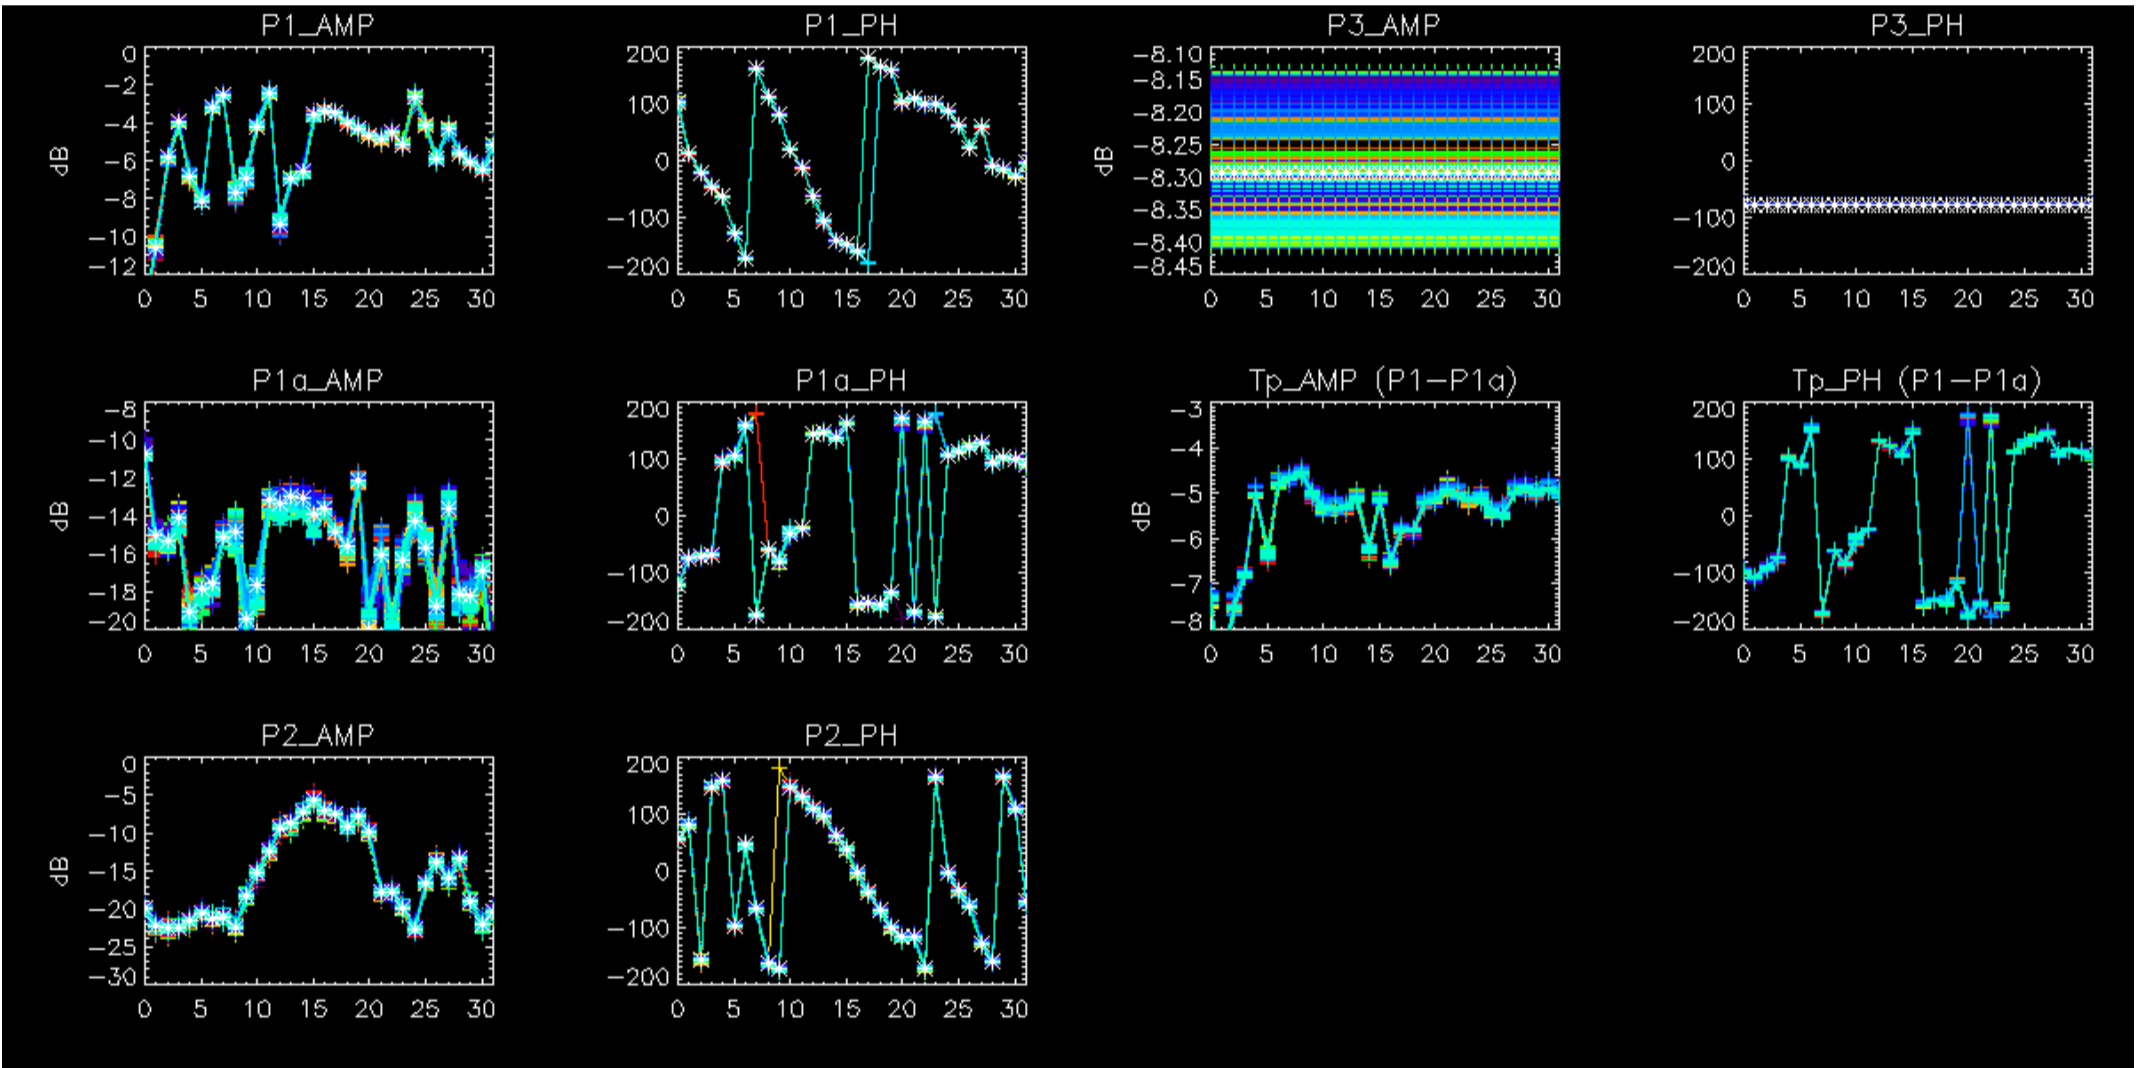 P1_AMP
P1_PH
P3_AMP
P3_PH
0
-2
-4
-6
-8
-10
-12
dB
0 5 10 15 20 25 30
200
100
0
-100
-200
0 5 10 15 20 25 30
-8.10
-8.15
-8.20
-8.25
-8.30
-8.35
-8.40
-8.45
dB
0 5 10 15 20 25 30
200
100
0
-100
-200
0 5 10 15 20 25 30
P1a_AMP
P1a_PH
Tp_AMP (P1-P1a)
Tp_PH (P1-P1a)
-8
-10
-12
-14
-16
-18
-20
dB
0 5 10 15 20 25 30
200
100
0
-100
-200
0 5 10 15 20 25 30
-3
-4
-5
-6
-7
-8
dB
0 5 10 15 20 25 30
200
100
0
-100
-200
0 5 10 15 20 25 30
P2_AMP
P2_PH
0
-5
-10
-15
-20
-25
-30
dB
0 5 10 15 20 25 30
200
100
0
-100
-200
0 5 10 15 20 25 30